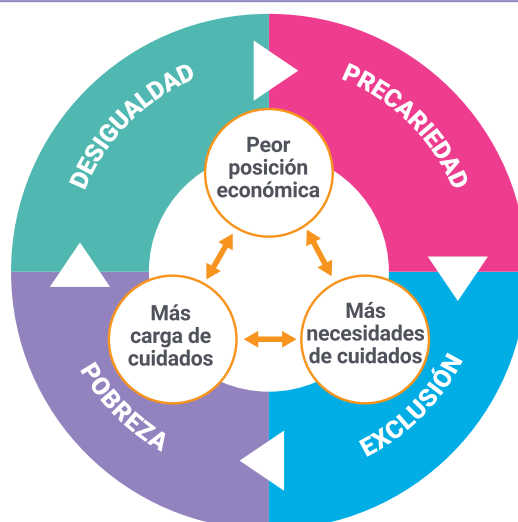 DESIGUALDAD
PRECARIEDAD
Peor
posición
económica
Más
carga de
cuidados
Más
necesidades
de cuidados
POBREZA
EXCLUSIÓN